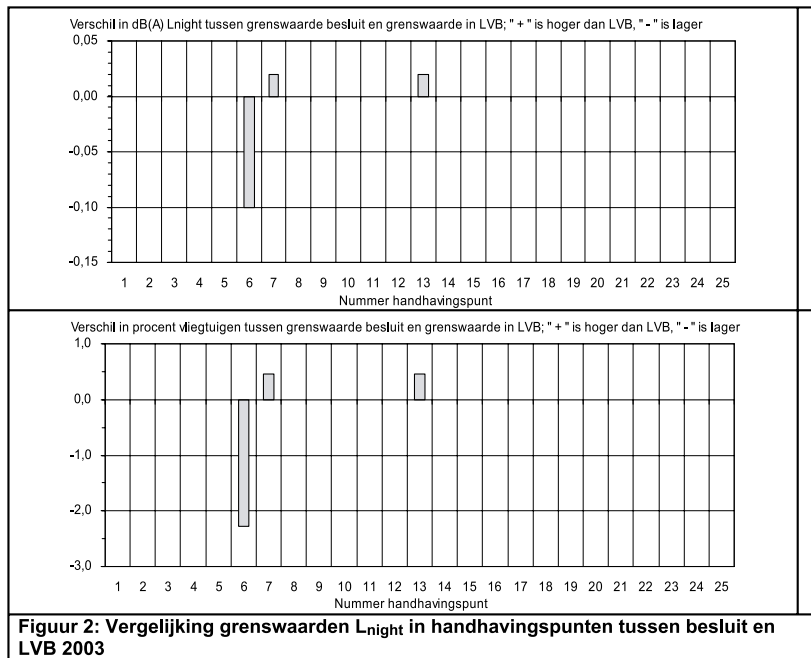 Verschil in dB(A) Lnight tussen grenswaarde besluit en grenswaarde in LVB; " + " is hoger dan LVB, " - " is lager
0,05
0,00
-0,05
-0,10
-0,15
1 2 3 4 5 6 7 8 9 10 11 12 13 14 15 16 17 18 19 20 21 22 23 24 25
Nummer handhavingspunt
Verschil in procent vliegtuigen tussen grenswaarde besluit en grenswaarde in LVB; " + " is hoger dan LVB, " - " is lager
1,0
0,0
-1,0
-2,0
-3,0
1 2 3 4 5 6 7 8 9 10 11 12 13 14 15 16 17 18 19 20 21 22 23 24 25
Nummer handhavingspunt
Figuur 2: Vergelijking grenswaarden Lnight in handhavingspunten tussen besluit en
LVB 2003